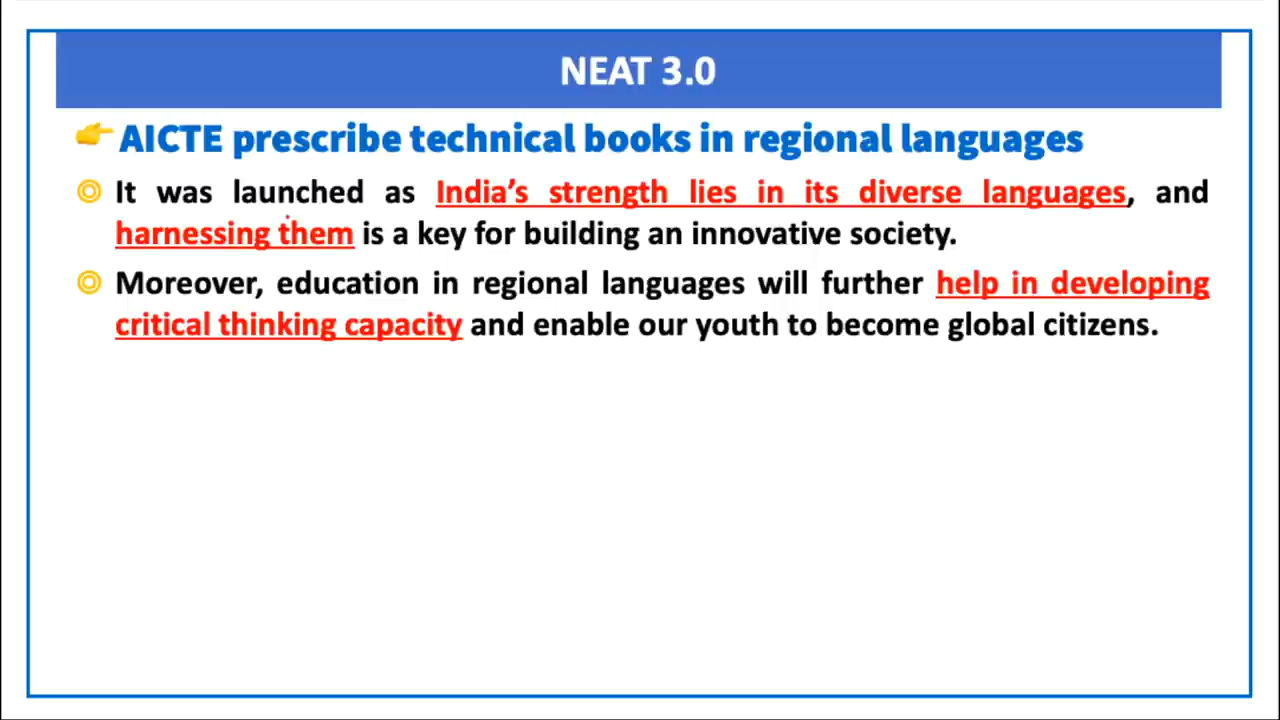 NEAT 3.0
AICTE prescribe technical books in regional languages
It was launched as India’s strength lies in its diverse languages, and
harnessing them is a key for building an innovative society.
Moreover, education in regional languages will further help in developing
critical thinking capacity and enable our youth to become global citizens.